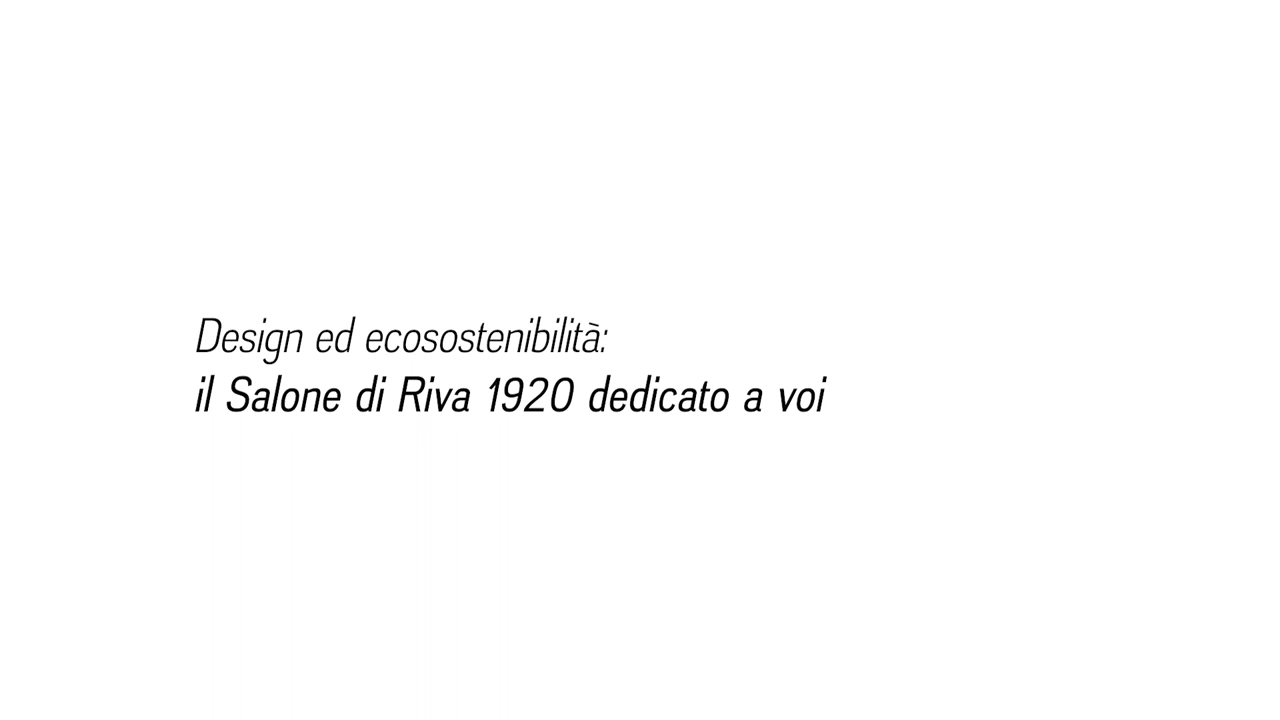 Design ed ecosostenibilità:
il Salone di Riva 1920 dedicato a voi